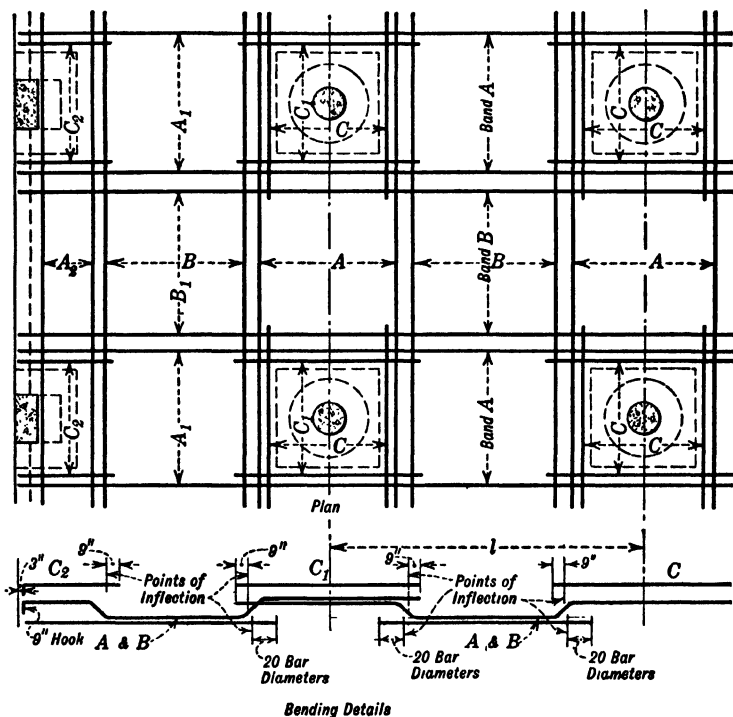 C₂
A₁
C₁
C
Band A
C
C
A₂
B
B₁
A
B
Band B
A
C₂
A₁
C₁
C
Band A
C
C
Plan
l
3"
9"
C₂
9"
C₁
9"
9"
C
Points of
Inflection
Points of
Inflection
9" Hook
A & B
A & B
20 Bar
Diameters
20 Bar
Diameters
20 Bar
Diameters
Bending Details